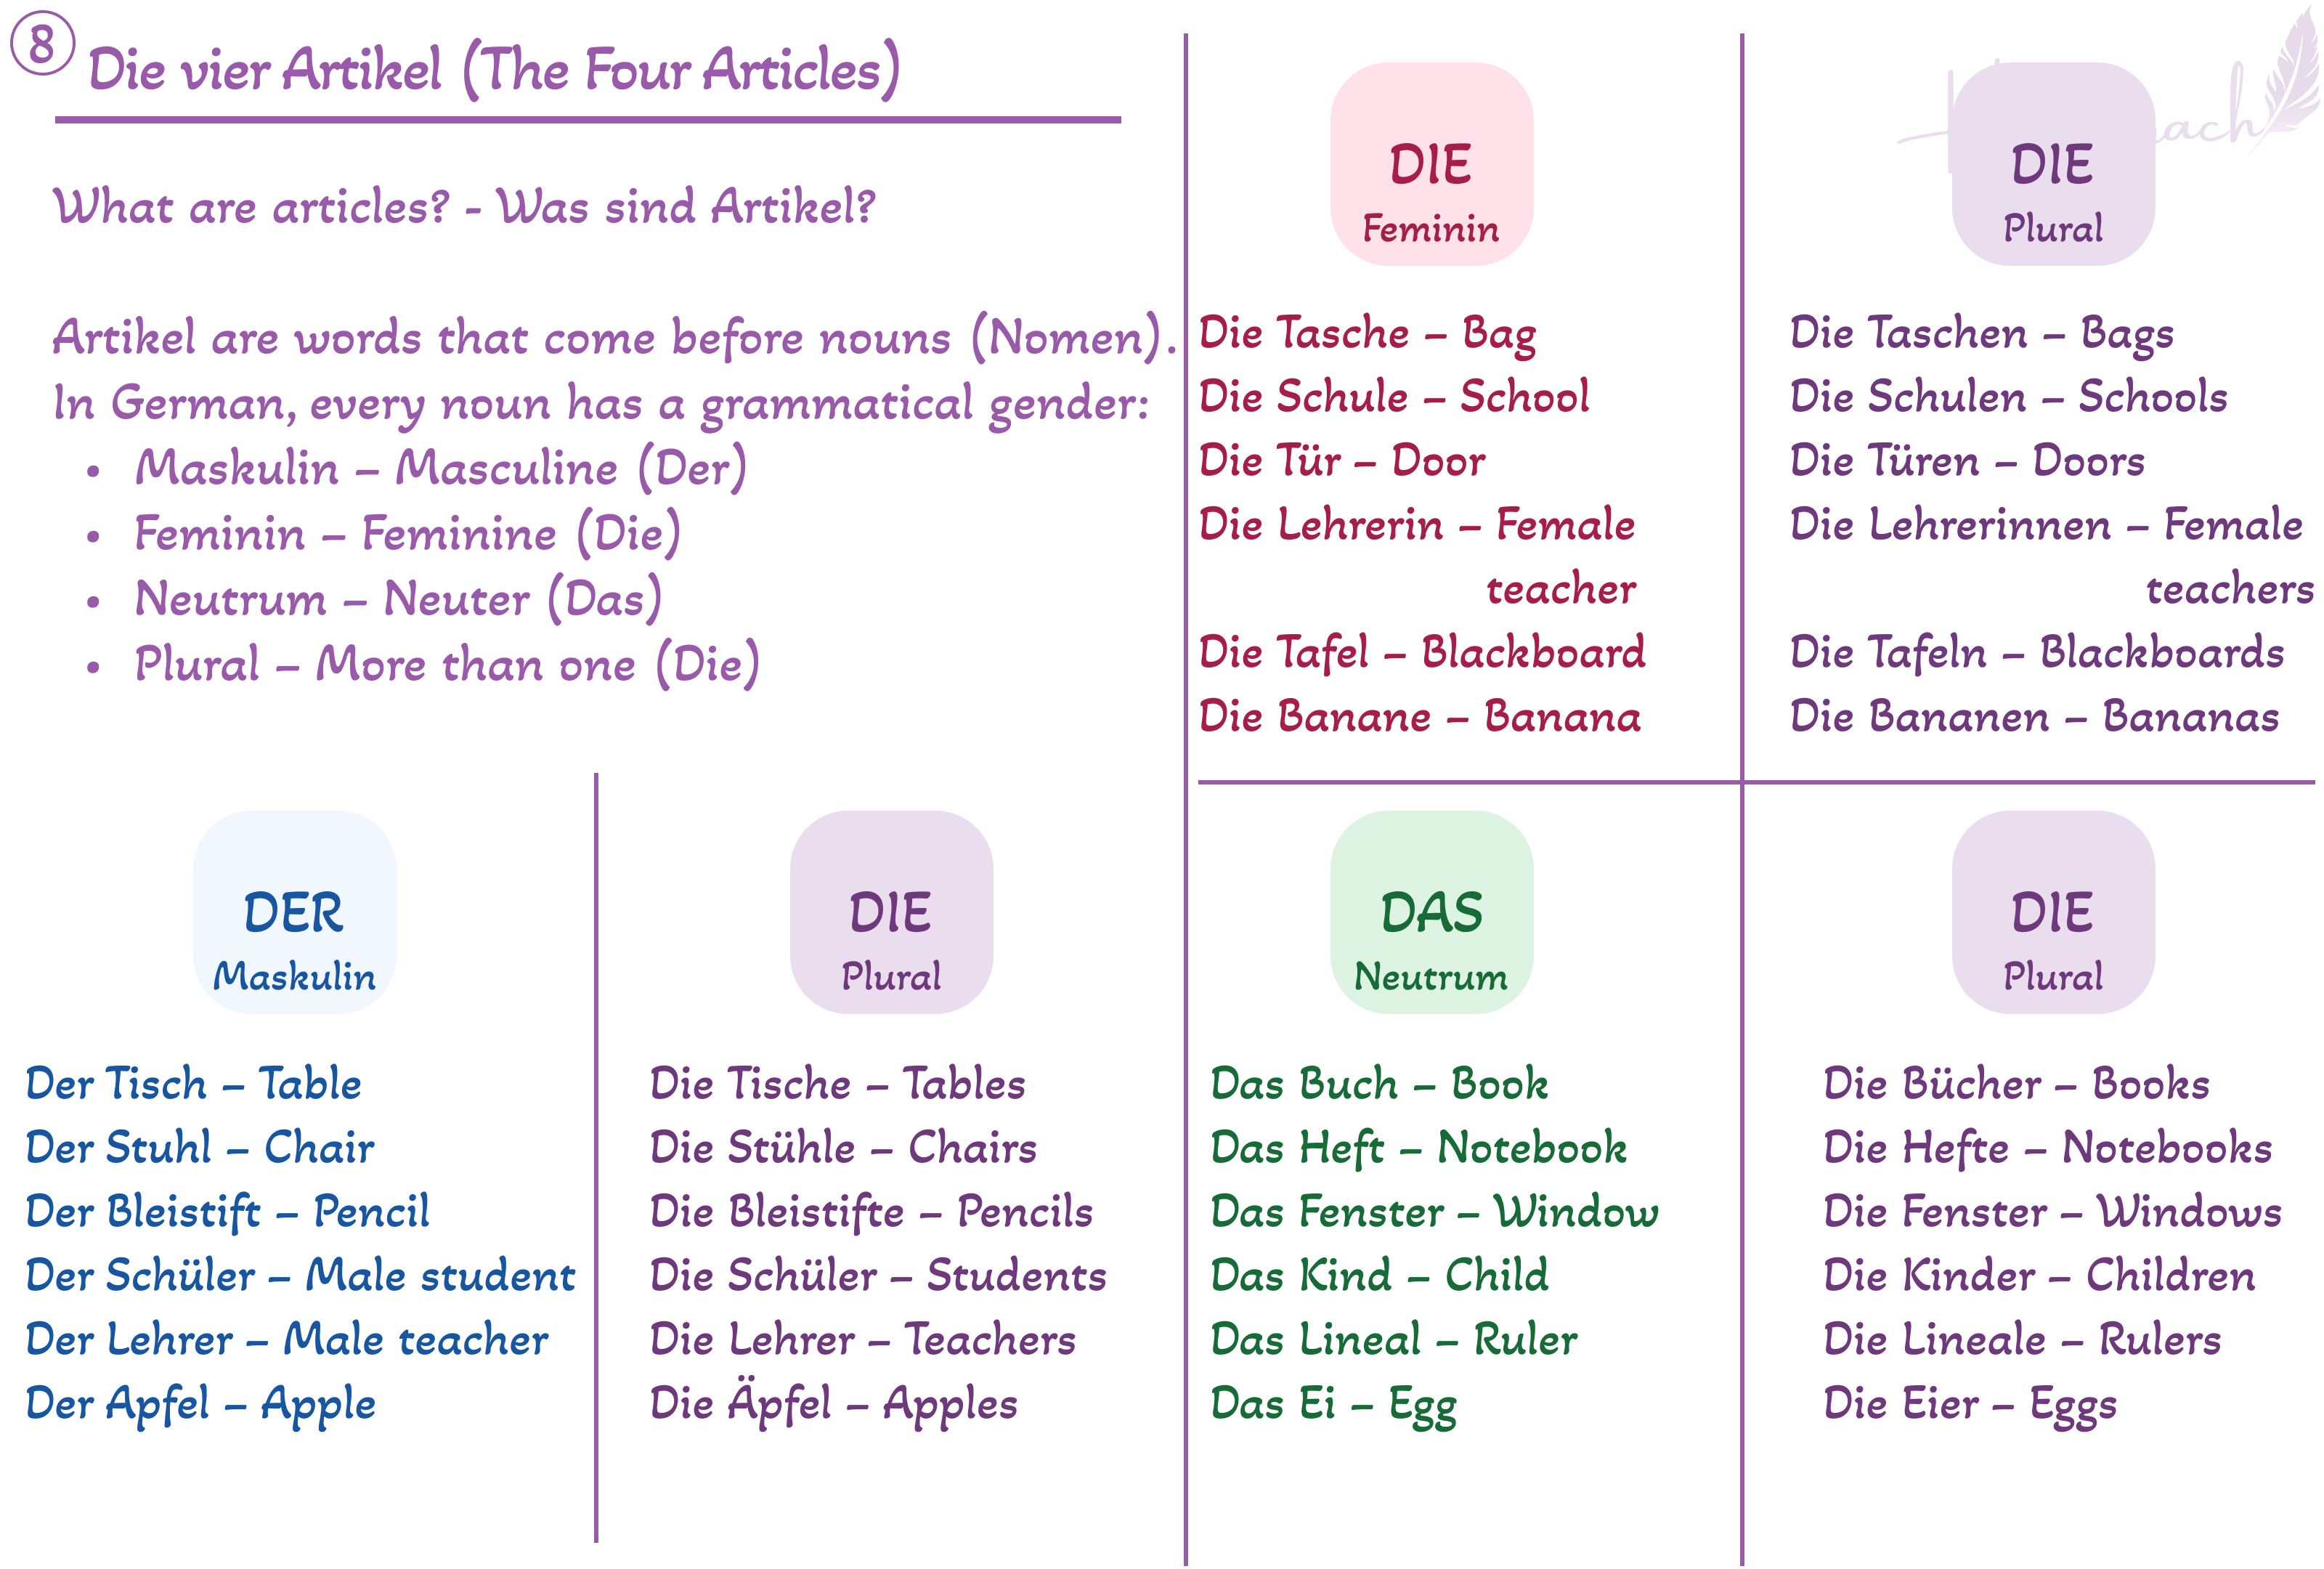 8
Die vier Artikel (The Four Articles)
What are articles? - Was sind Artikel?
Artikel are words that come before nouns (Nomen).
In German, every noun has a grammatical gender:
• Maskulin – Masculine (Der)
• Feminin – Feminine (Die)
• Neutrum – Neuter (Das)
• Plural – More than one (Die)
DER
Maskulin
Der Tisch – Table
Der Stuhl – Chair
Der Bleistift – Pencil
Der Schüler – Male student
Der Lehrer – Male teacher
Der Apfel – Apple
DIE
Plural
Die Tische – Tables
Die Stühle – Chairs
Die Bleistifte – Pencils
Die Schüler – Students
Die Lehrer – Teachers
Die Äpfel – Apples
DIE
Feminin
Die Tasche – Bag
Die Schule – School
Die Tür – Door
Die Lehrerin – Female
teacher
Die Tafel – Blackboard
Die Banane – Banana
DIE
Plural
Die Taschen – Bags
Die Schulen – Schools
Die Türen – Doors
Die Lehrerinnen – Female
teachers
Die Tafeln – Blackboards
Die Bananen – Bananas
DAS
Neutrum
Das Buch – Book
Das Heft – Notebook
Das Fenster – Window
Das Kind – Child
Das Lineal – Ruler
Das Ei – Egg
DIE
Plural
Die Bücher – Books
Die Hefte – Notebooks
Die Fenster – Windows
Die Kinder – Children
Die Lineale – Rulers
Die Eier – Eggs